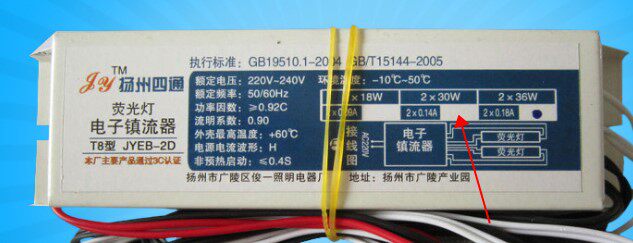 执行标准：GB19510.1-2004 GB/T15144-2005
JY™ 扬州四通
荧光灯
电子镇流器
T8型 JYEB-2D
本厂主要产品通过3C认证
额定电压：220V~240V 环境温度：-10℃~50℃
额定频率：50/60Hz
功率因数：≥0.92C
流明系数：0.90
外壳最高温度：+60℃
电源电流波形：H
非预热启动：≤0.4S
×18W 2×30W 2×36W
2×0.14A 2×0.18A
接线图
AC220V
电子镇流器
荧光灯
荧光灯
扬州市广陵区俊一照明电器厂 地址：扬州市广陵产业园